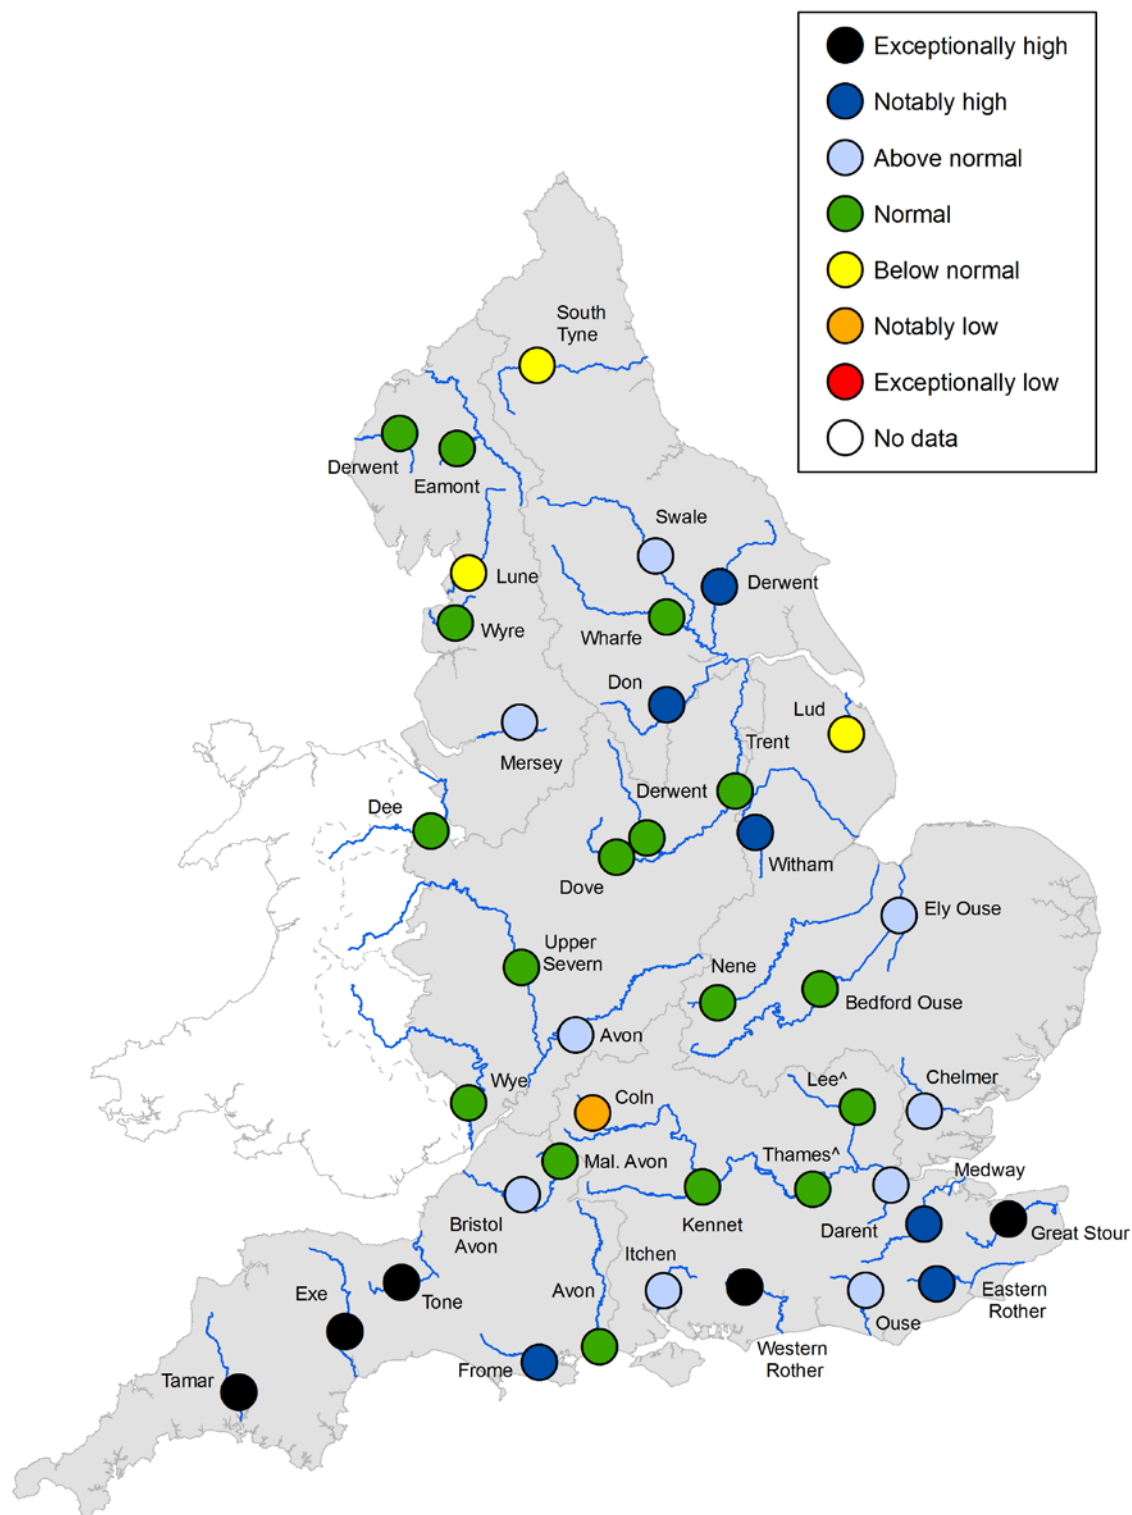 Exceptionally high
Notably high
Above normal
Normal
Below normal
Notably low
Exceptionally low
No data
South
Tyne
Derwent
Eamont
Swale
Lune
Derwent
Wyre
Wharfe
Don
Lud
Trent
Mersey
Derwent
Dee
Witham
Dove
Ely Ouse
Upper
Severn
Nene
Bedford Ouse
Avon
Wye
Coln
Lee^
Chelmer
Mal. Avon
Thames^
Medway
Bristol
Avon
Kennet
Darent
Great Stour
Itchen
Exe
Tone
Avon
Eastern
Rother
Ouse
Western
Rother
Frome
Tamar